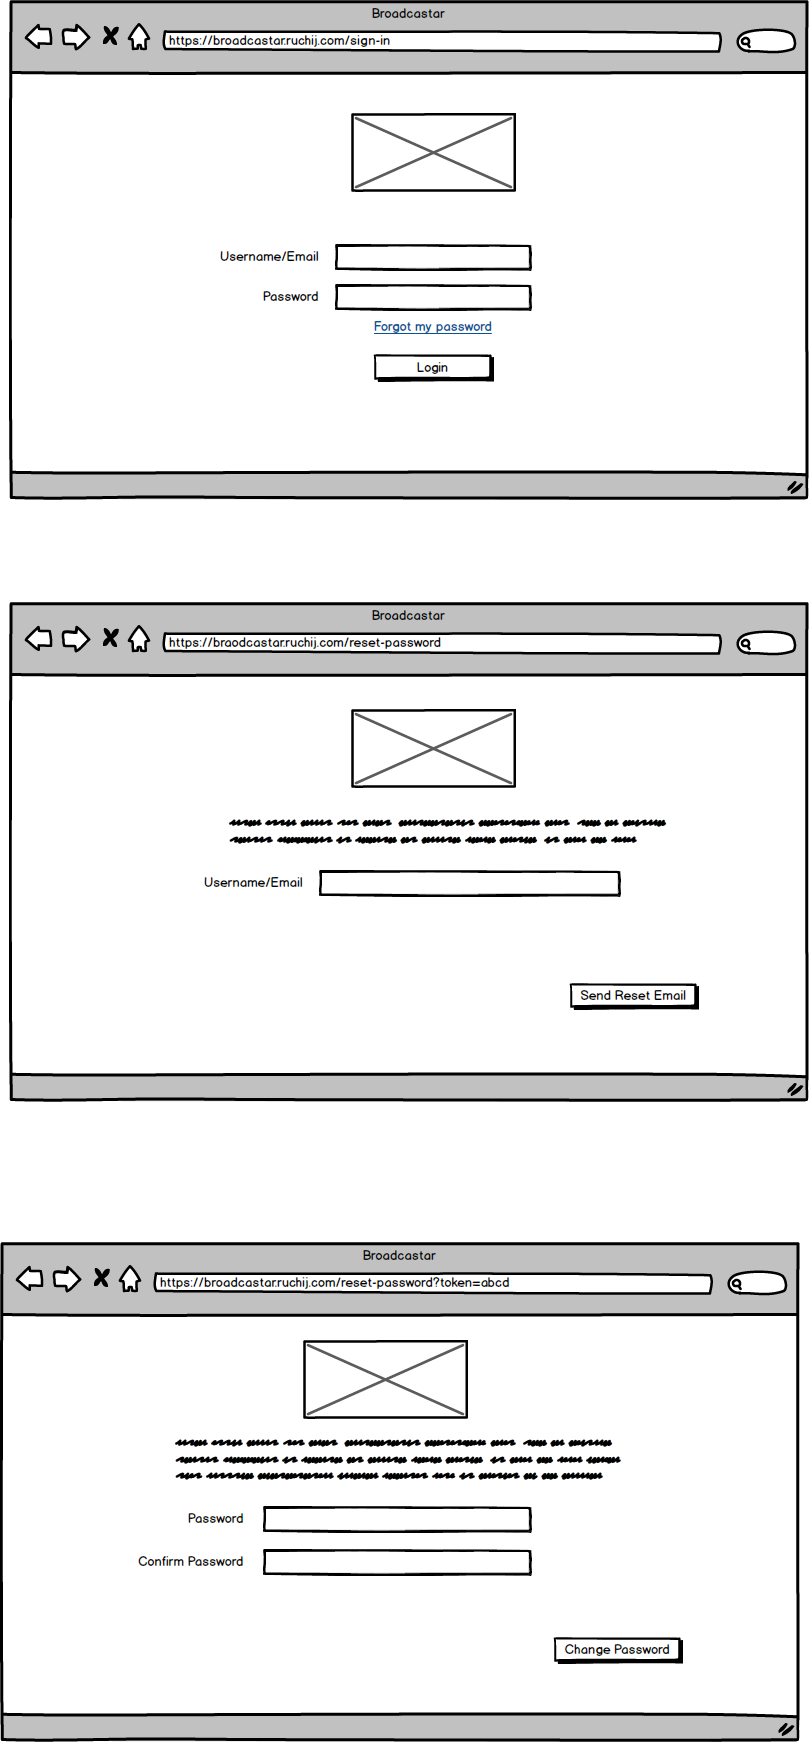 Broadcastar
https://broadcastar.ruchij.com/sign-in
Username/Email
Password
Forgot my password
Login
Broadcastar
https://braodcastar.ruchij.com/reset-password
Username/Email
Send Reset Email
Broadcastar
https://broadcastar.ruchij.com/reset-password?token=abcd
Password
Confirm Password
Change Password